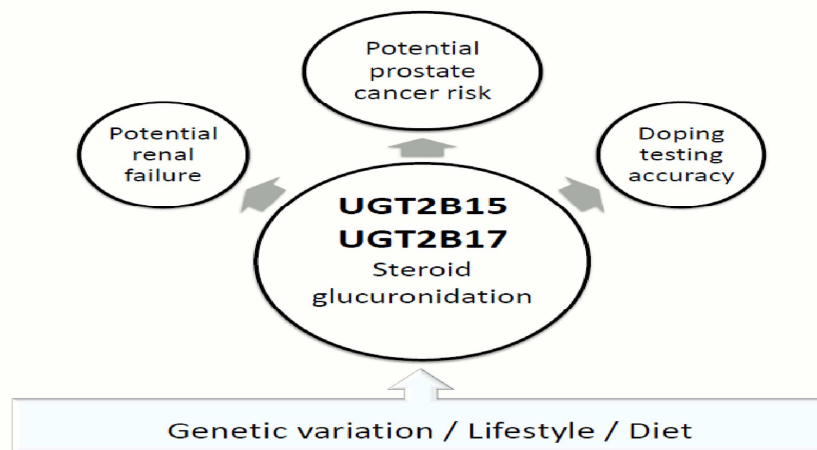 Potential
prostate
cancer risk
Potential
renal
failure
Doping
testing
accuracy
UGT2B15
UGT2B17
Steroid
glucuronidation
Genetic variation / Lifestyle / Diet